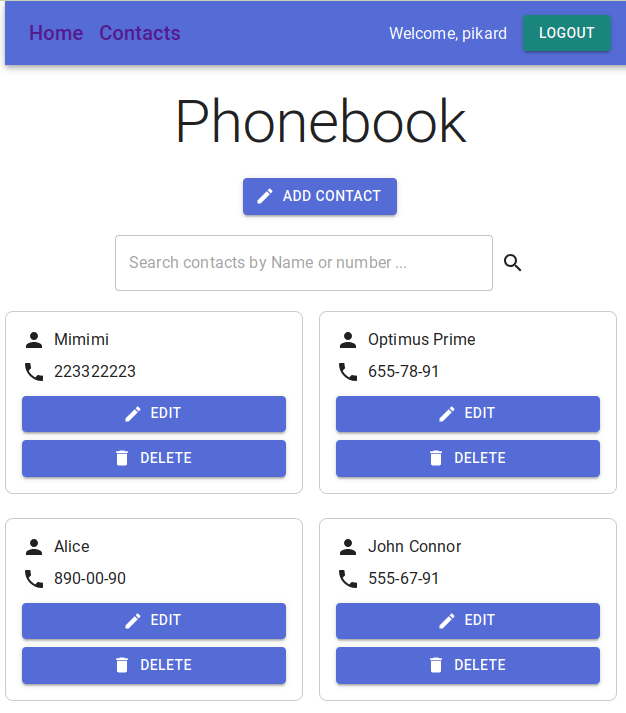 Home Contacts Welcome, pikard LOGOUT
Phonebook
ADD CONTACT
Search contacts by Name or number ...
Mimimi
223322223
EDIT
DELETE
Optimus Prime
655-78-91
EDIT
DELETE
Alice
890-00-90
EDIT
DELETE
John Connor
555-67-91
EDIT
DELETE